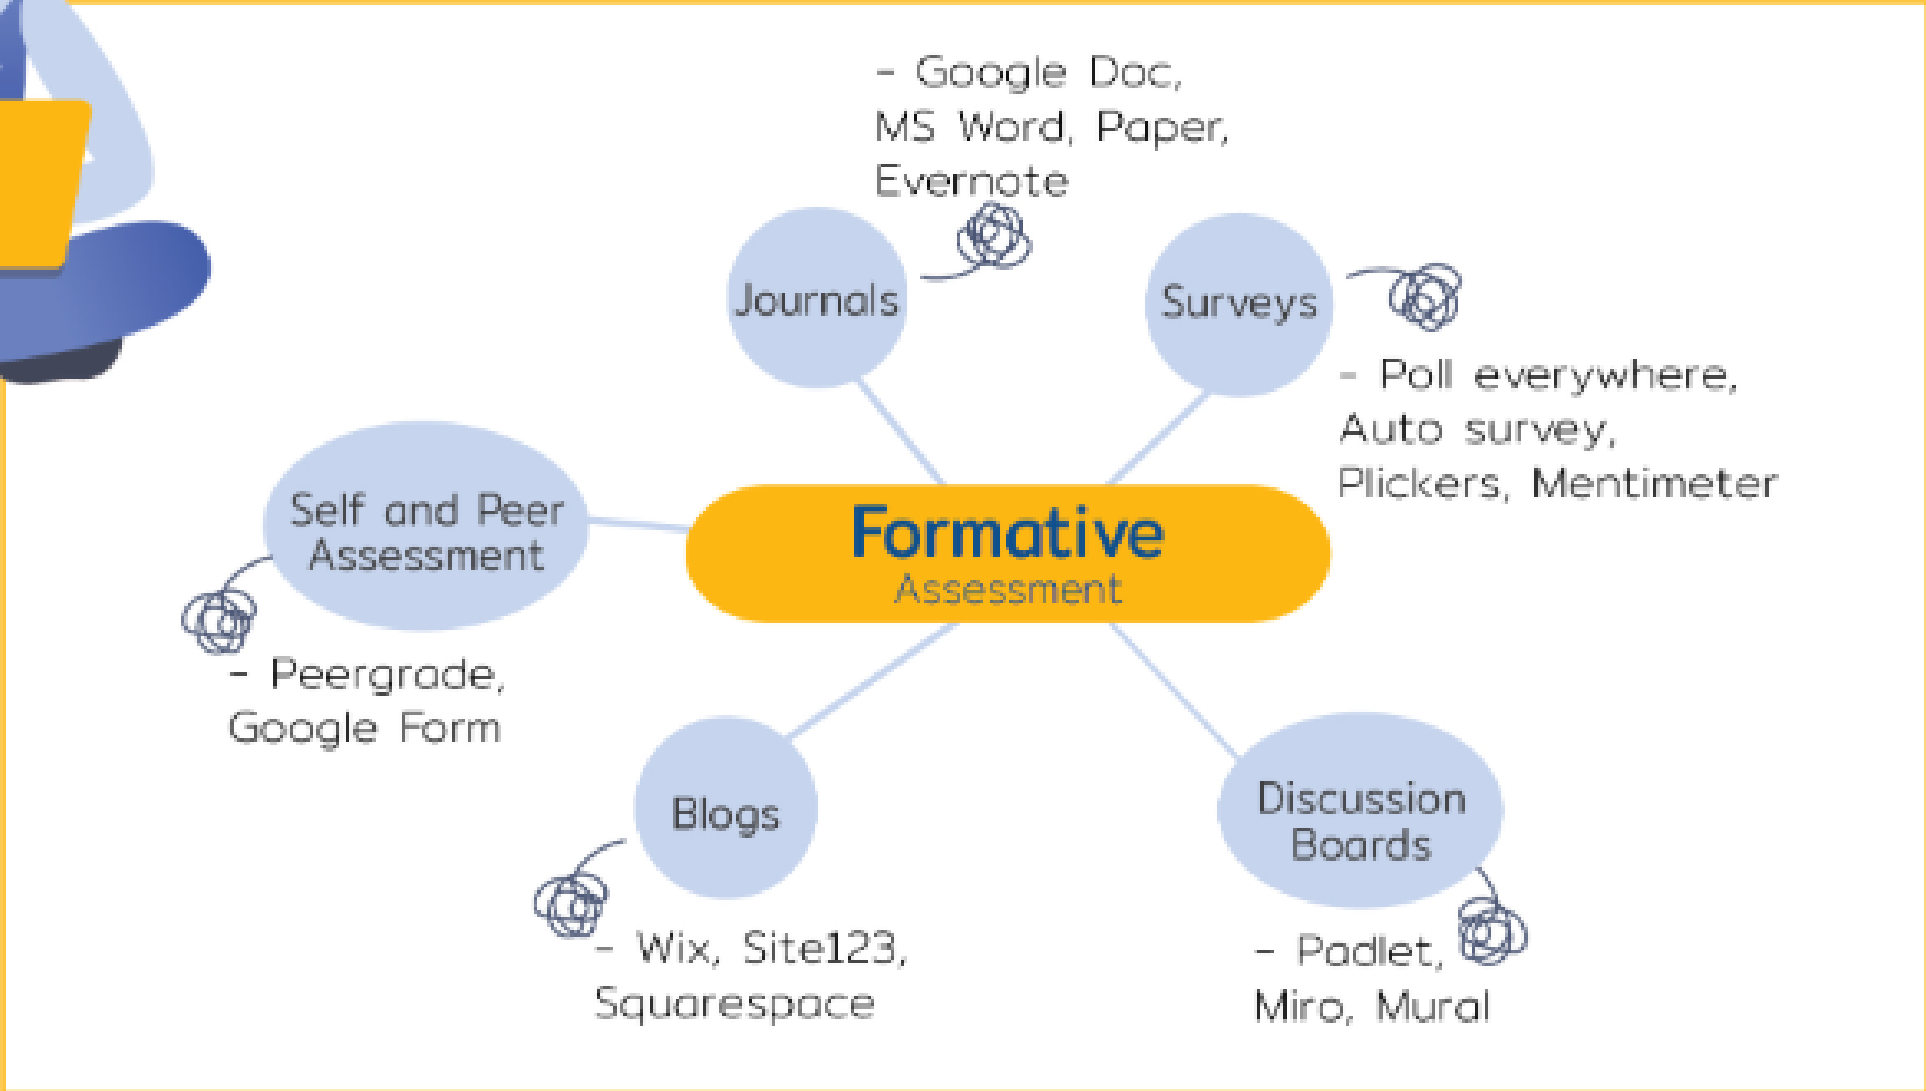 - Google Doc,
MS Word, Paper,
Evernote
Journals
Surveys
- Poll everywhere,
Auto survey,
Plickers, Mentimeter
Self and Peer
Assessment
Formative
Assessment
- Peergrade,
Google Form
Blogs
Discussion
Boards
- Wix, Site123,
Squarespace
- Padlet,
Miro, Mural